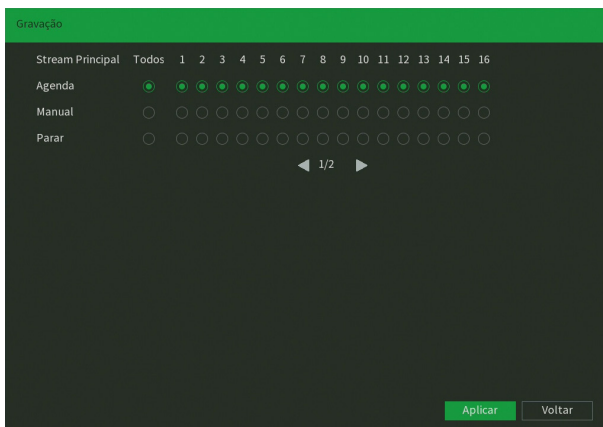 Gravação
Stream Principal Todos 1 2 3 4 5 6 7 8 9 10 11 12 13 14 15 16
Agenda
Manual
Parar
1/2
Aplicar Voltar